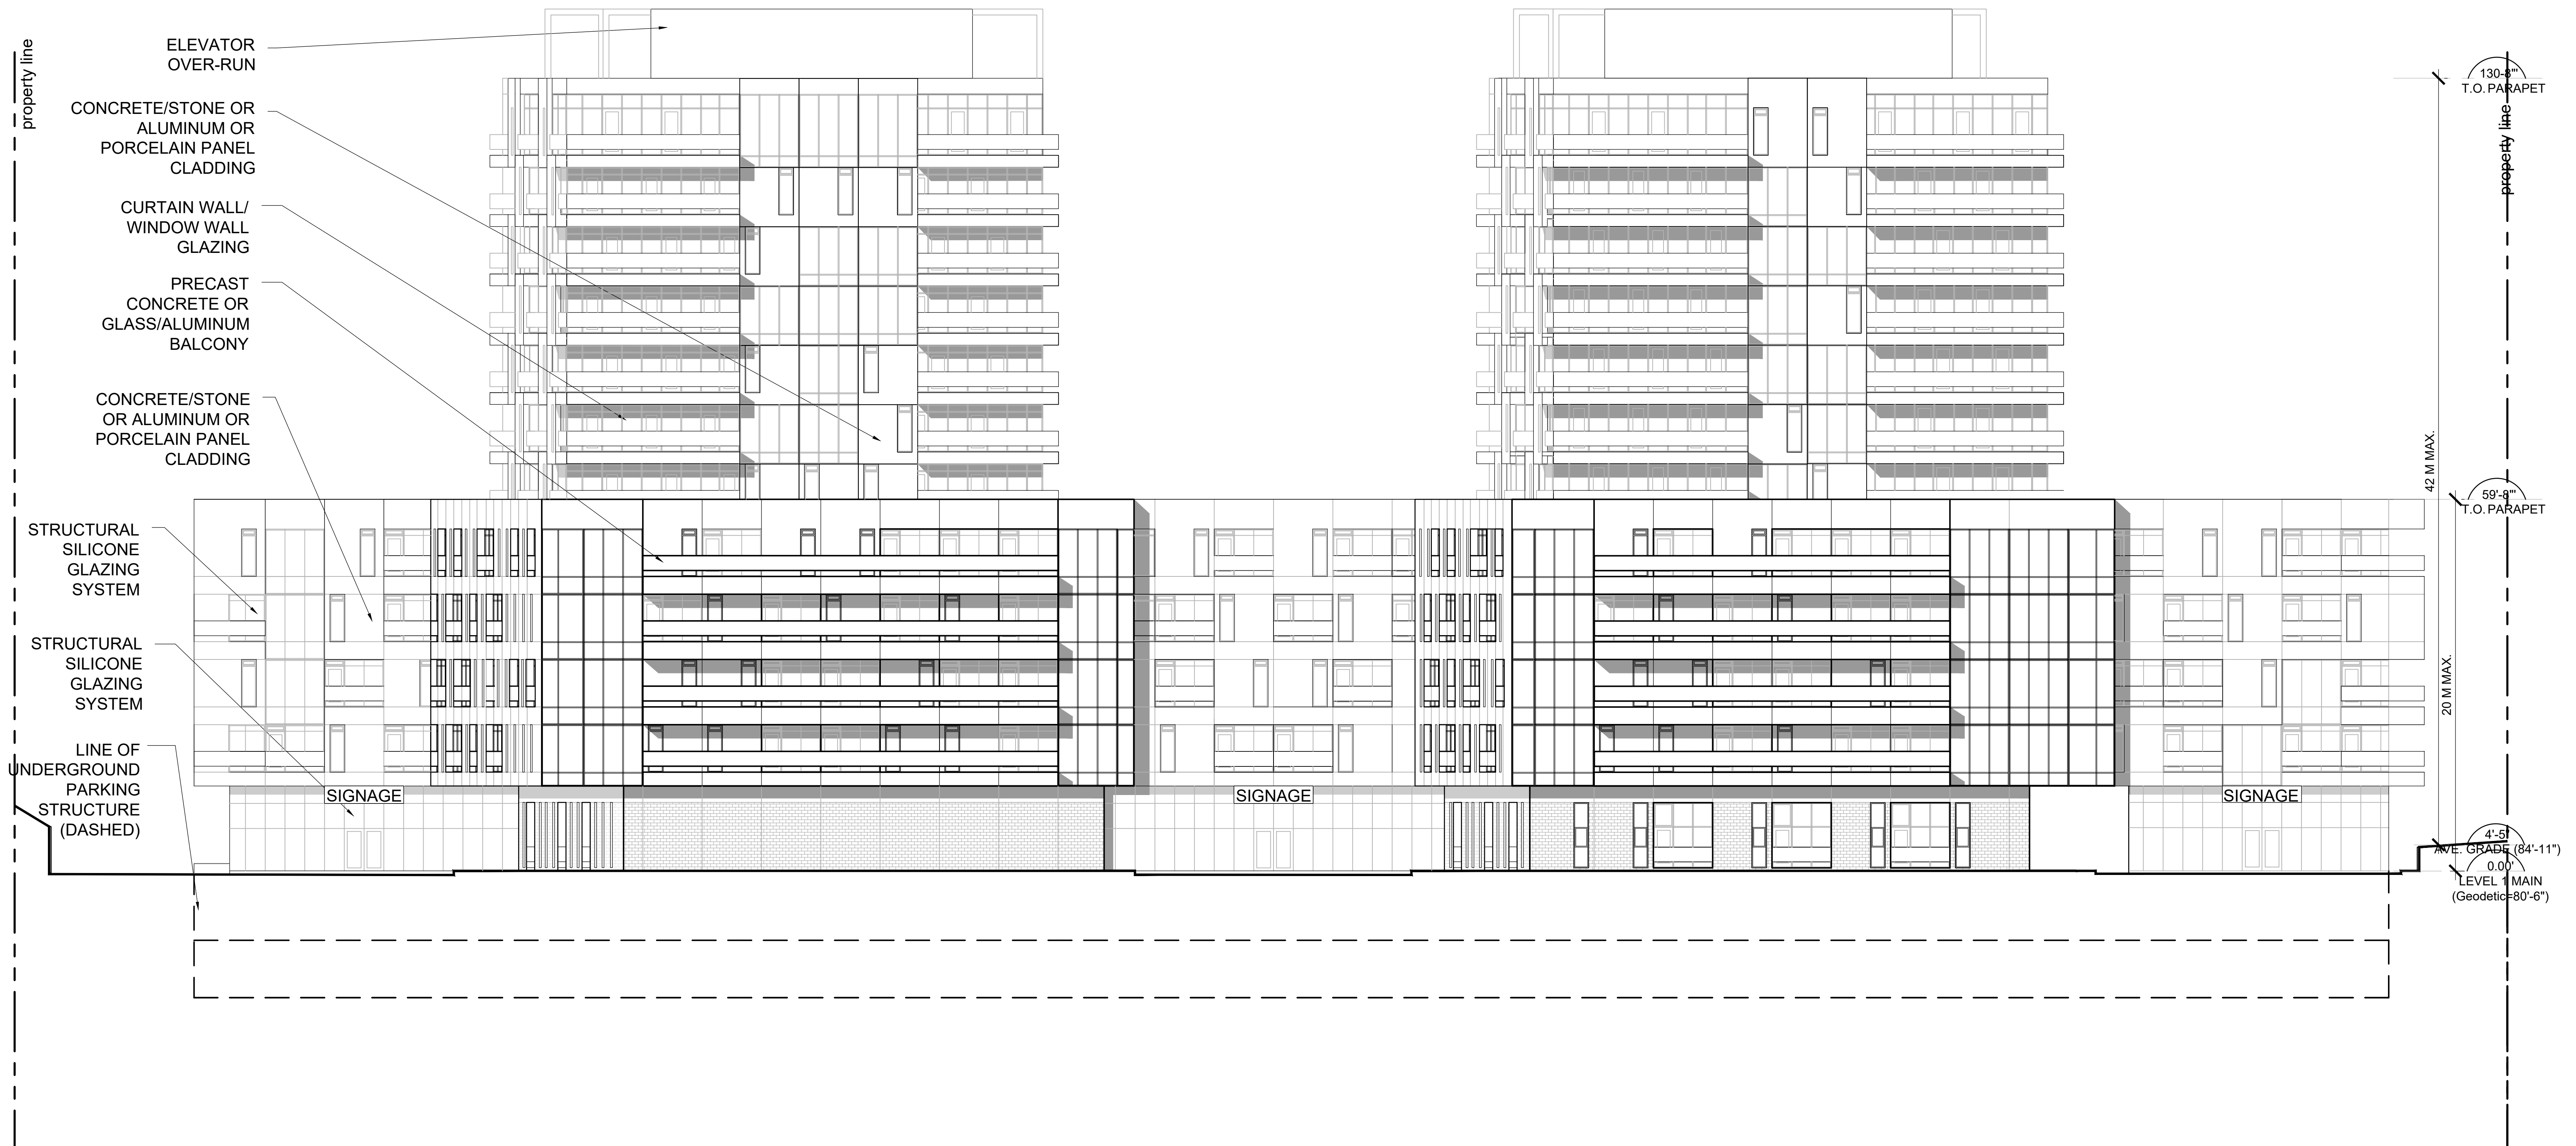 property line
ELEVATOR
OVER-RUN
CONCRETE/STONE OR
ALUMINUM OR
PORCELAIN PANEL
CLADDING
CURTAIN WALL/
WINDOW WALL
GLAZING
PRECAST
CONCRETE OR
GLASS/ALUMINUM
BALCONY
CONCRETE/STONE
OR ALUMINUM OR
PORCELAIN PANEL
CLADDING
STRUCTURAL
SILICONE
GLAZING
SYSTEM
STRUCTURAL
SILICONE
GLAZING
SYSTEM
LINE OF
UNDERGROUND
PARKING
STRUCTURE
(DASHED)
SIGNAGE
SIGNAGE
SIGNAGE
130-8"'
T.O. PARAPET
property line
42 M MAX.
59'-8"'
T.O. PARAPET
20 M MAX.
4'-5"
AVE. GRADE (84'-11")
0.00'
LEVEL 1 MAIN
(Geodetic=80'-6")